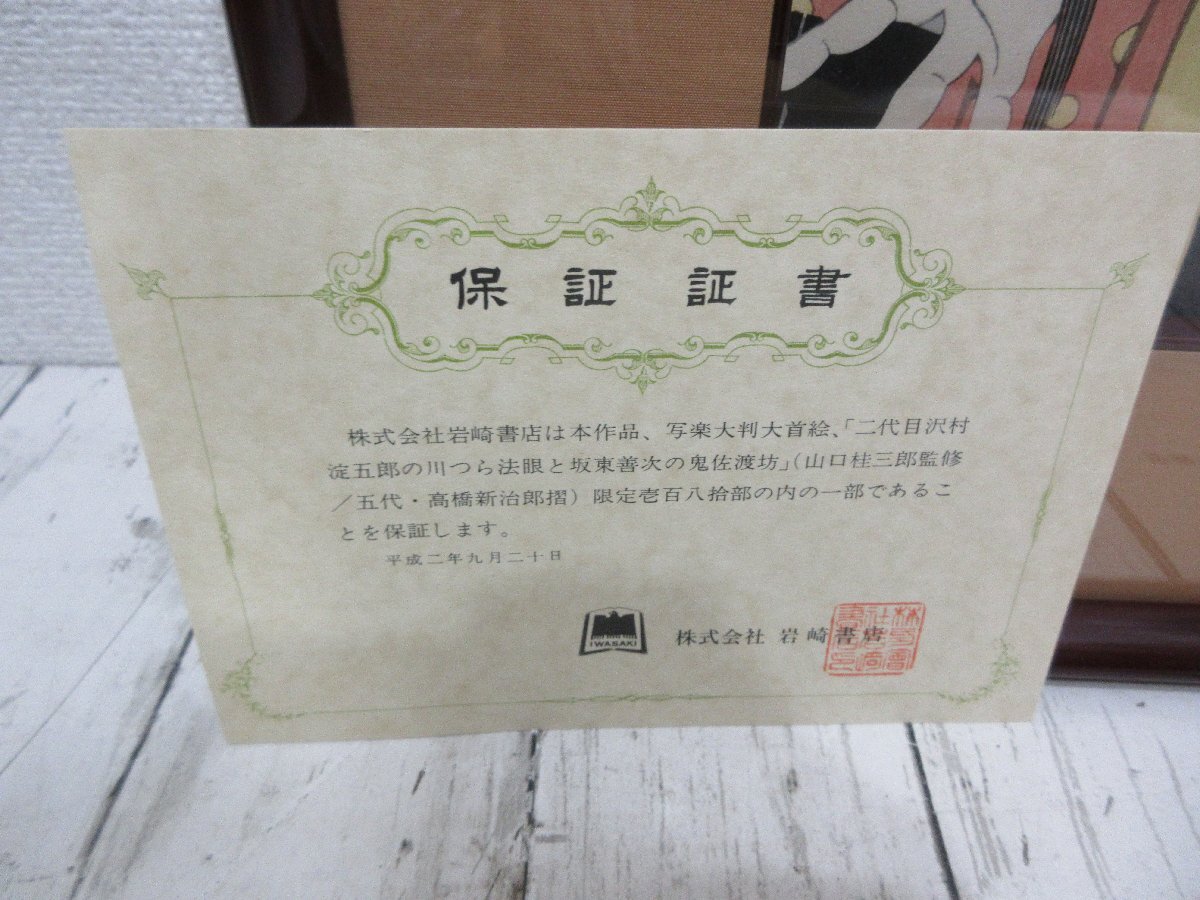 保証証書
株式会社岩崎書店は本作品、写楽大判大首絵、「二代目沢村
淀五郎の川つら法眼と坂東善次の鬼佐渡坊」(山口桂三郎監修
/五代・高橋新治郎摺)限定壱百八拾部の内の一部であるこ
とを保証します。
平成二年九月二十日
IWASAKI
株式会社 岩崎書店